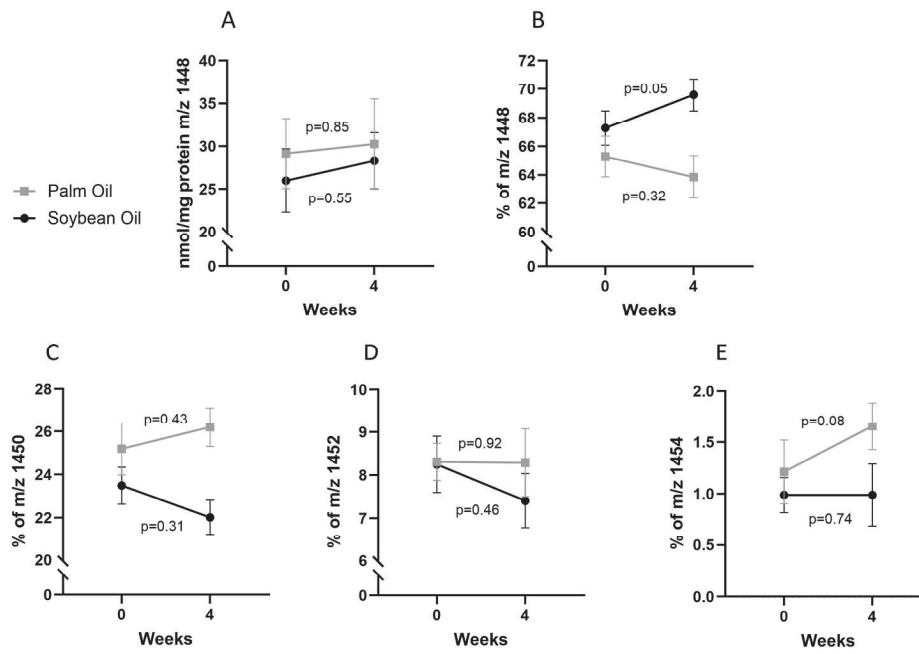 A
nmol/mg protein m/z 1448
40
35
30
25
20
0
p=0.85
p=0.55
0
4
Weeks
B
% of m/z 1448
72
70
68
66
64
62
60
0
p=0.05
p=0.32
0
4
Weeks
Palm Oil
Soybean Oil
C
% of m/z 1450
28
26
24
22
20
0
p=0.43
p=0.31
0
4
Weeks
D
% of m/z 1452
10
9
8
7
6
0
p=0.92
p=0.46
0
4
Weeks
E
% of m/z 1454
2.0
1.5
1.0
0.5
0.0
p=0.08
p=0.74
0
4
Weeks